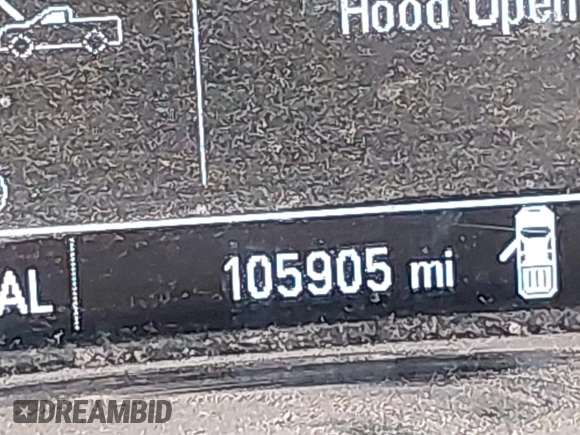 Hood Open
AL
105905 mi
DREAMBID